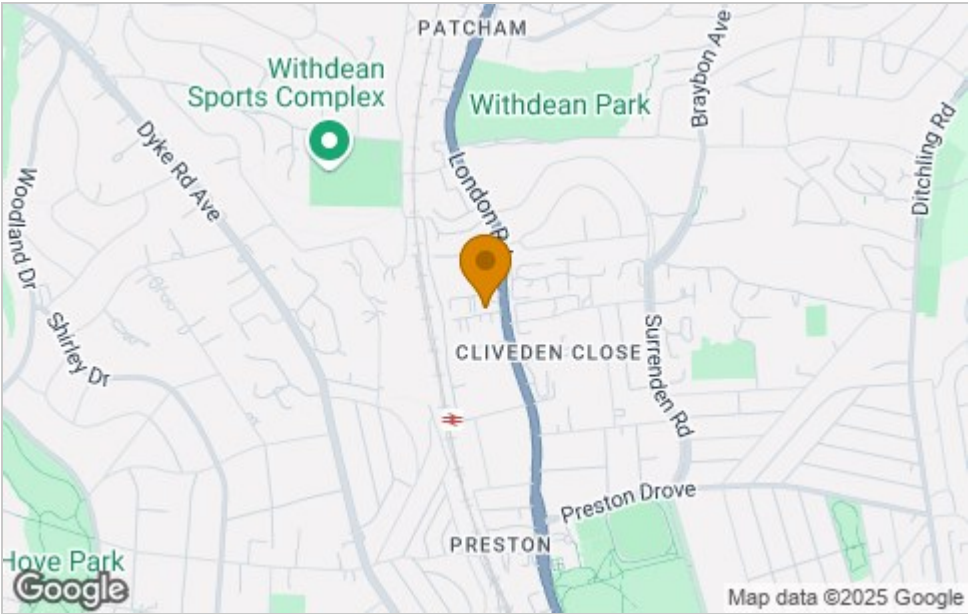 PATCHAM
Withdean
Sports Complex
Withdean Park
Braybon Ave
Ditchling Rd
Dyke Rd Ave
London Rd
Woodland Dr
Shirley Dr
CLIVEDEN CLOSE
Surrenden Rd
Preston Drove
PRESTON
Hove Park
Google
Map data ©2025 Google